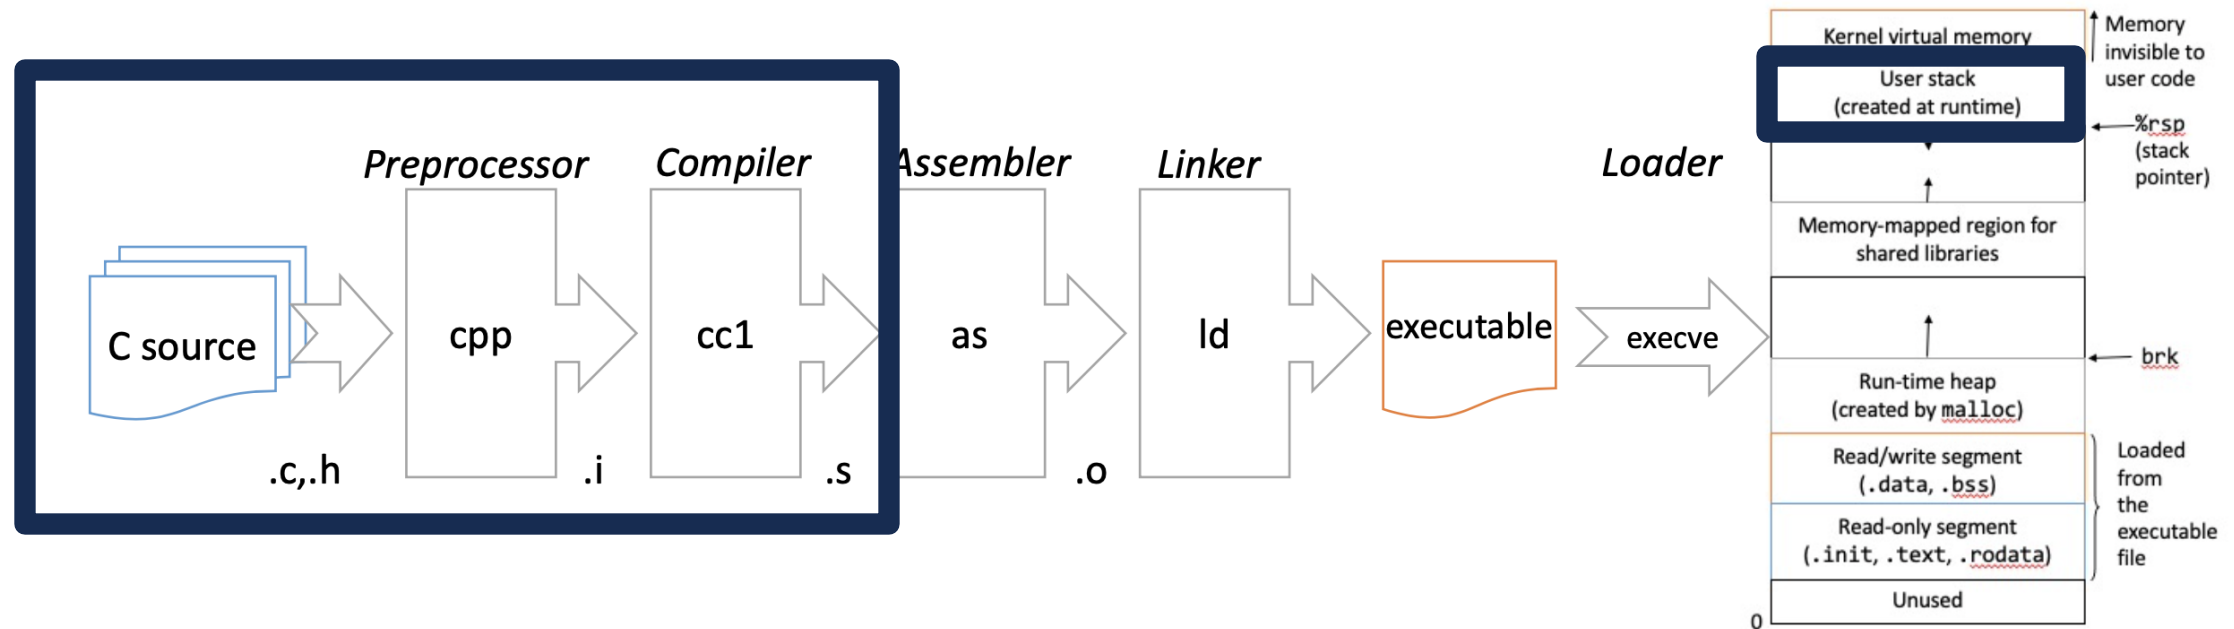 Preprocessor
Compiler
Assembler
Linker
Loader
C source
cpp
cc1
as
ld
executable
execve
.c,.h
.i
.s
.o
Kernel virtual memory
User stack
(created at runtime)
Memory-mapped region for
shared libraries
Run-time heap
(created by malloc)
Read/write segment
(.data, .bss)
Read-only segment
(.init, .text, .rodata)
Unused
0
Memory
invisible to
user code
%rsp
(stack
pointer)
brk
Loaded
from
the
executable
file